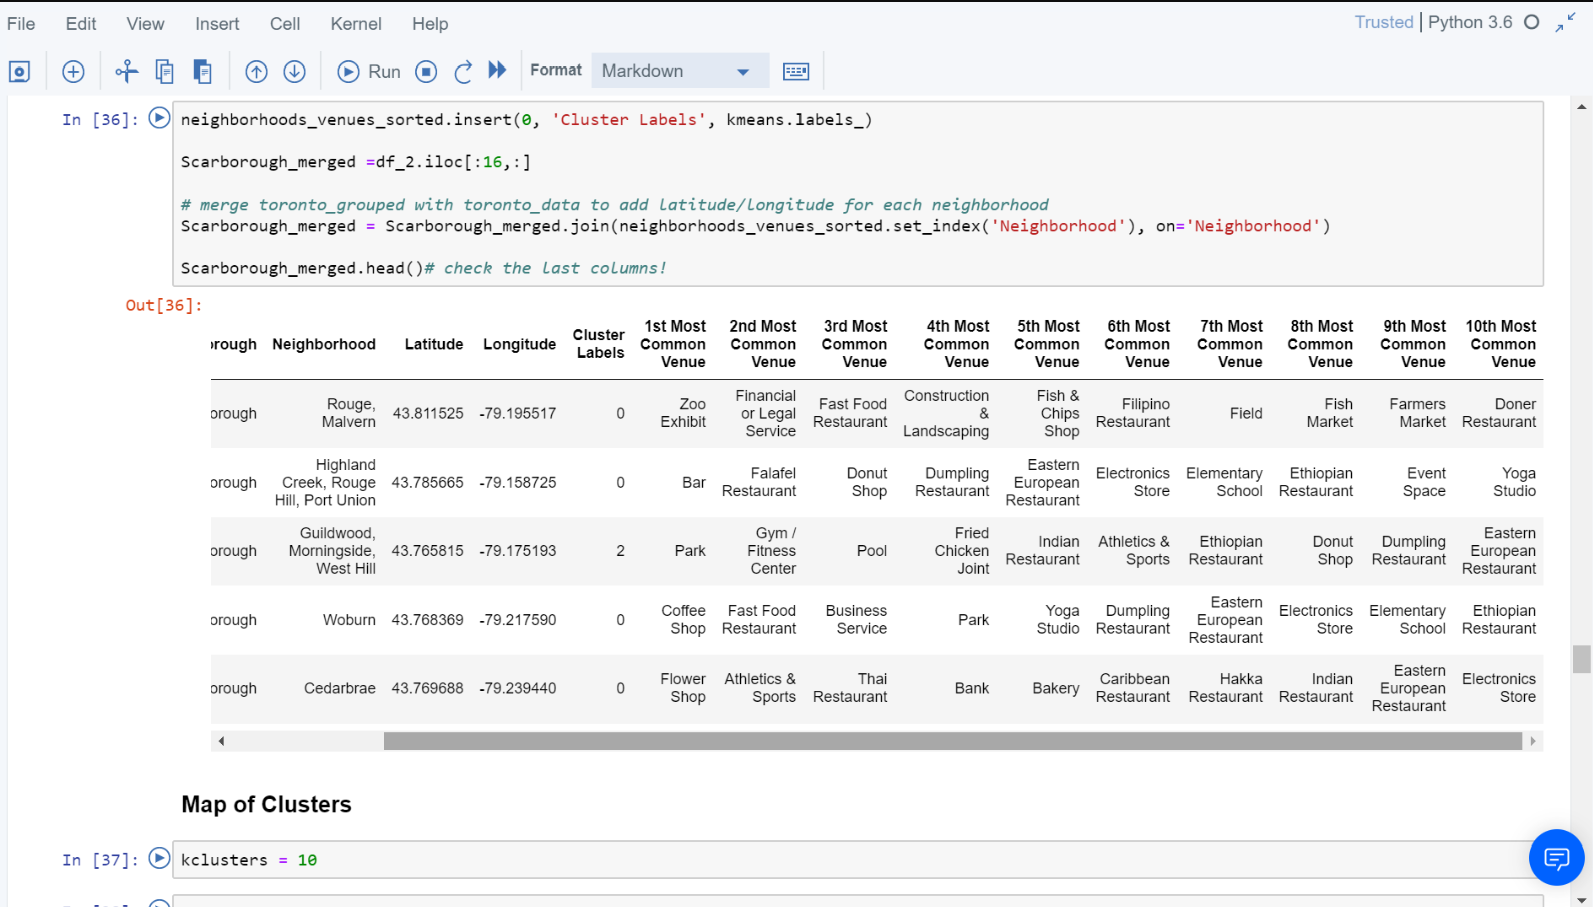 File Edit View Insert Cell Kernel Help Trusted | Python 3.6
Run Format Markdown
In [36]: neighborhoods_venues_sorted.insert(0, 'Cluster Labels', kmeans.labels_)
Scarborough_merged =df_2.iloc[:16,:]
# merge toronto_grouped with toronto_data to add latitude/longitude for each neighborhood
Scarborough_merged = Scarborough_merged.join(neighborhoods_venues_sorted.set_index('Neighborhood'), on='Neighborhood')
Scarborough_merged.head()# check the last columns!
Out[36]:
orough Neighborhood Latitude Longitude Cluster Labels 1st Most Common Venue 2nd Most Common Venue 3rd Most Common Venue 4th Most Common Venue 5th Most Common Venue 6th Most Common Venue 7th Most Common Venue 8th Most Common Venue 9th Most Common Venue 10th Most Common Venue
orough Rouge, Malvern 43.811525 -79.195517 0 Zoo Exhibit Financial or Legal Service Fast Food Restaurant Construction & Landscaping Fish & Chips Shop Filipino Restaurant Field Fish Market Farmers Market Doner Restaurant
orough Highland Creek, Rouge Hill, Port Union 43.785665 -79.158725 0 Bar Falafel Restaurant Donut Shop Dumpling Restaurant Eastern European Restaurant Electronics Store Elementary School Ethiopian Restaurant Event Space Yoga Studio
orough Guildwood, Morningside, West Hill 43.765815 -79.175193 2 Park Gym / Fitness Center Pool Fried Chicken Joint Indian Restaurant Athletics & Sports Ethiopian Restaurant Donut Shop Dumpling Restaurant Eastern European Restaurant
orough Woburn 43.768369 -79.217590 0 Coffee Shop Fast Food Restaurant Business Service Park Yoga Studio Dumpling Restaurant Eastern European Restaurant Electronics Store Elementary School Ethiopian Restaurant
orough Cedarbrae 43.769688 -79.239440 0 Flower Shop Athletics & Sports Thai Restaurant Bank Bakery Caribbean Restaurant Hakka Restaurant Indian Restaurant Eastern European Restaurant Electronics Store
Map of Clusters
In [37]: kclusters = 10